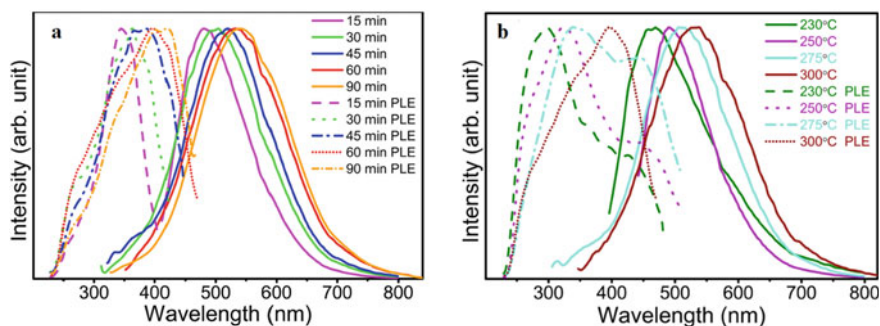 a
15 min
30 min
45 min
60 min
90 min
15 min PLE
30 min PLE
45 min PLE
60 min PLE
90 min PLE
Intensity (arb. unit)
300 400 500 600 700 800
Wavelength (nm)
b
230°C
250°C
275°C
300°C
230°C PLE
250°C PLE
275°C PLE
300°C PLE
Intensity (arb. unit)
300 400 500 600 700 800
Wavelength (nm)